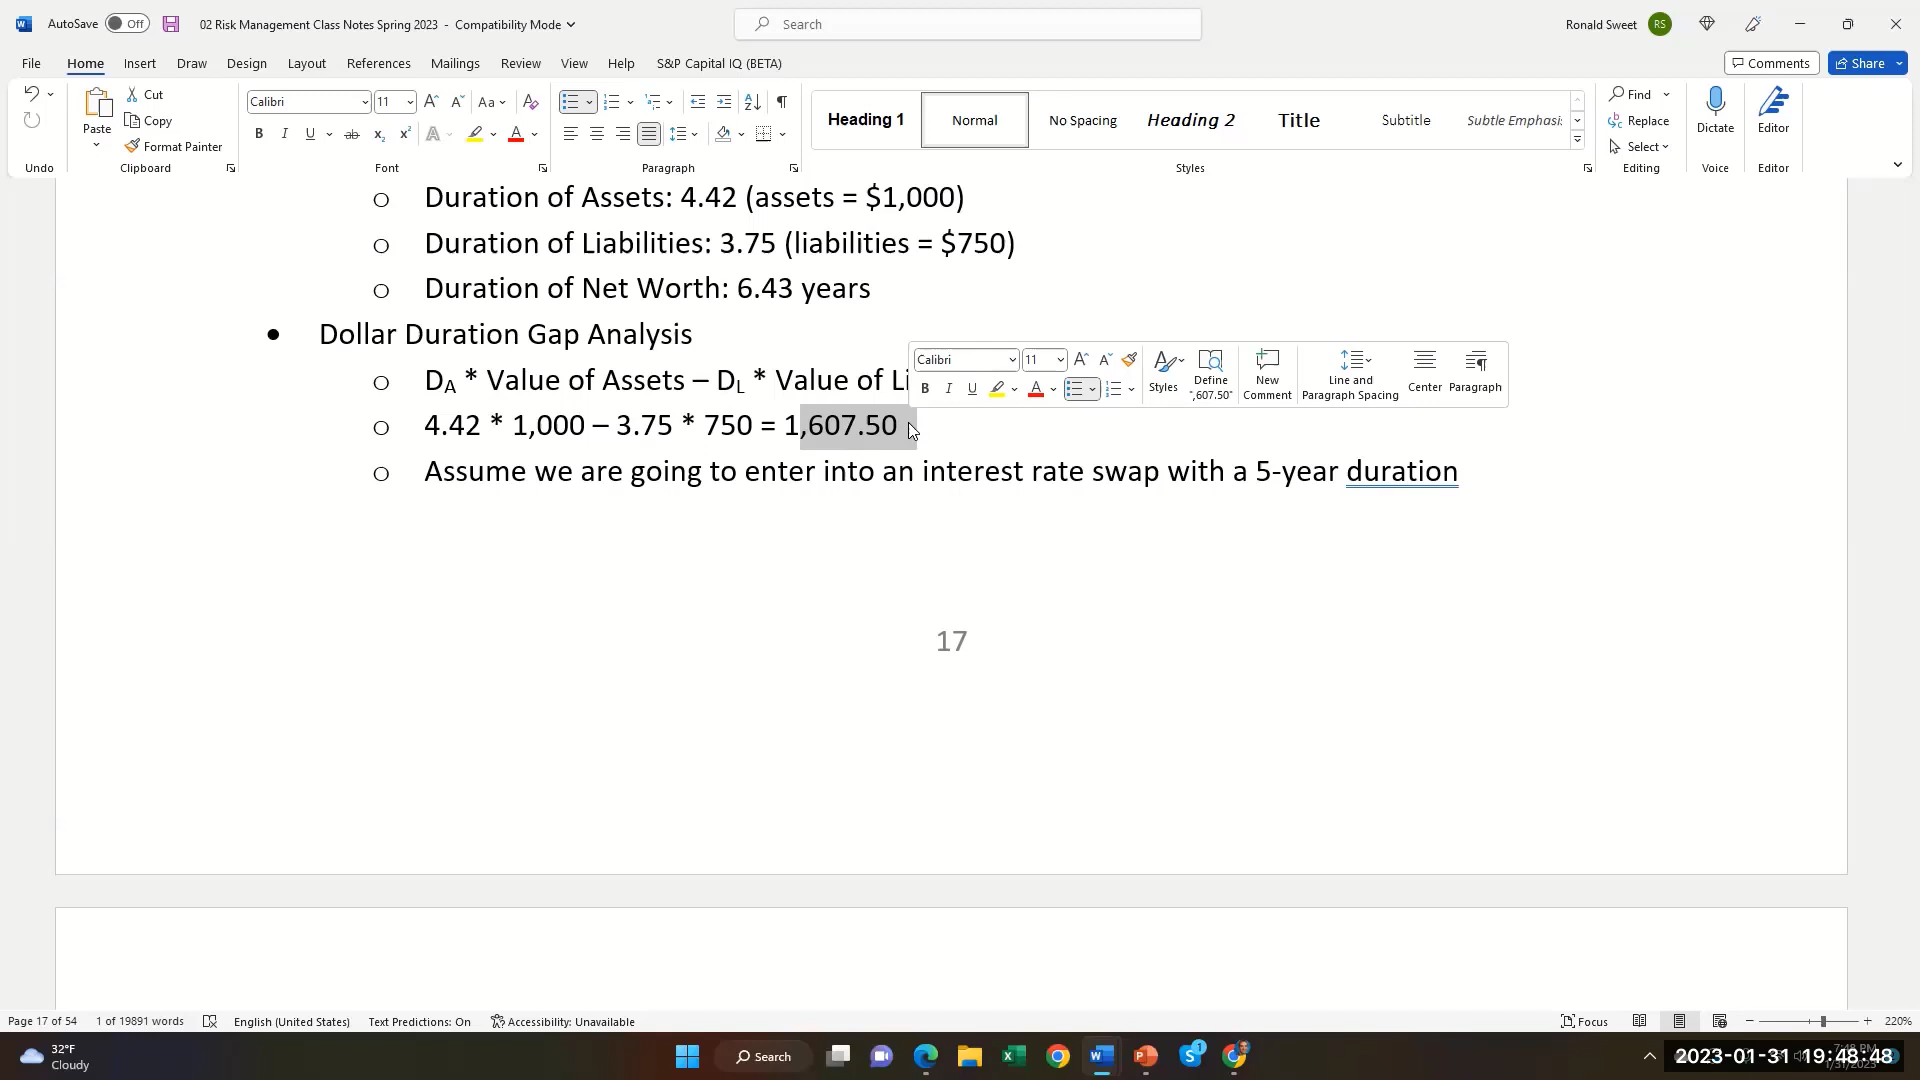 AutoSave Off 02 Risk Management Class Notes Spring 2023 - Compatibility Mode Search Ronald Sweet RS
File Home Insert Draw Design Layout References Mailings Review View Help S&P Capital IQ (BETA) Comments Share
Calibri 11 Aa
Paste Cut
Copy
Format Painter
Heading 1 Normal No Spacing Heading 2 Title Subtitle Subtle Emphasis
Find
Replace
Select
Dictate Editor
Undo Clipboard Font Paragraph Styles Editing Voice Editor
o Duration of Assets: 4.42 (assets = $1,000)
o Duration of Liabilities: 3.75 (liabilities = $750)
o Duration of Net Worth: 6.43 years
• Dollar Duration Gap Analysis
Calibri 11
Styles Define ",607.50" New Comment Line and Paragraph Spacing Center Paragraph
o DA * Value of Assets – DL * Value of Li
o 4.42 * 1,000 – 3.75 * 750 = 1,607.50
o Assume we are going to enter into an interest rate swap with a 5-year duration
17
Page 17 of 54 1 of 19891 words English (United States) Text Predictions: On Accessibility: Unavailable Focus 220%
32°F
Cloudy
Search
1
2023-01-31 19:48:48